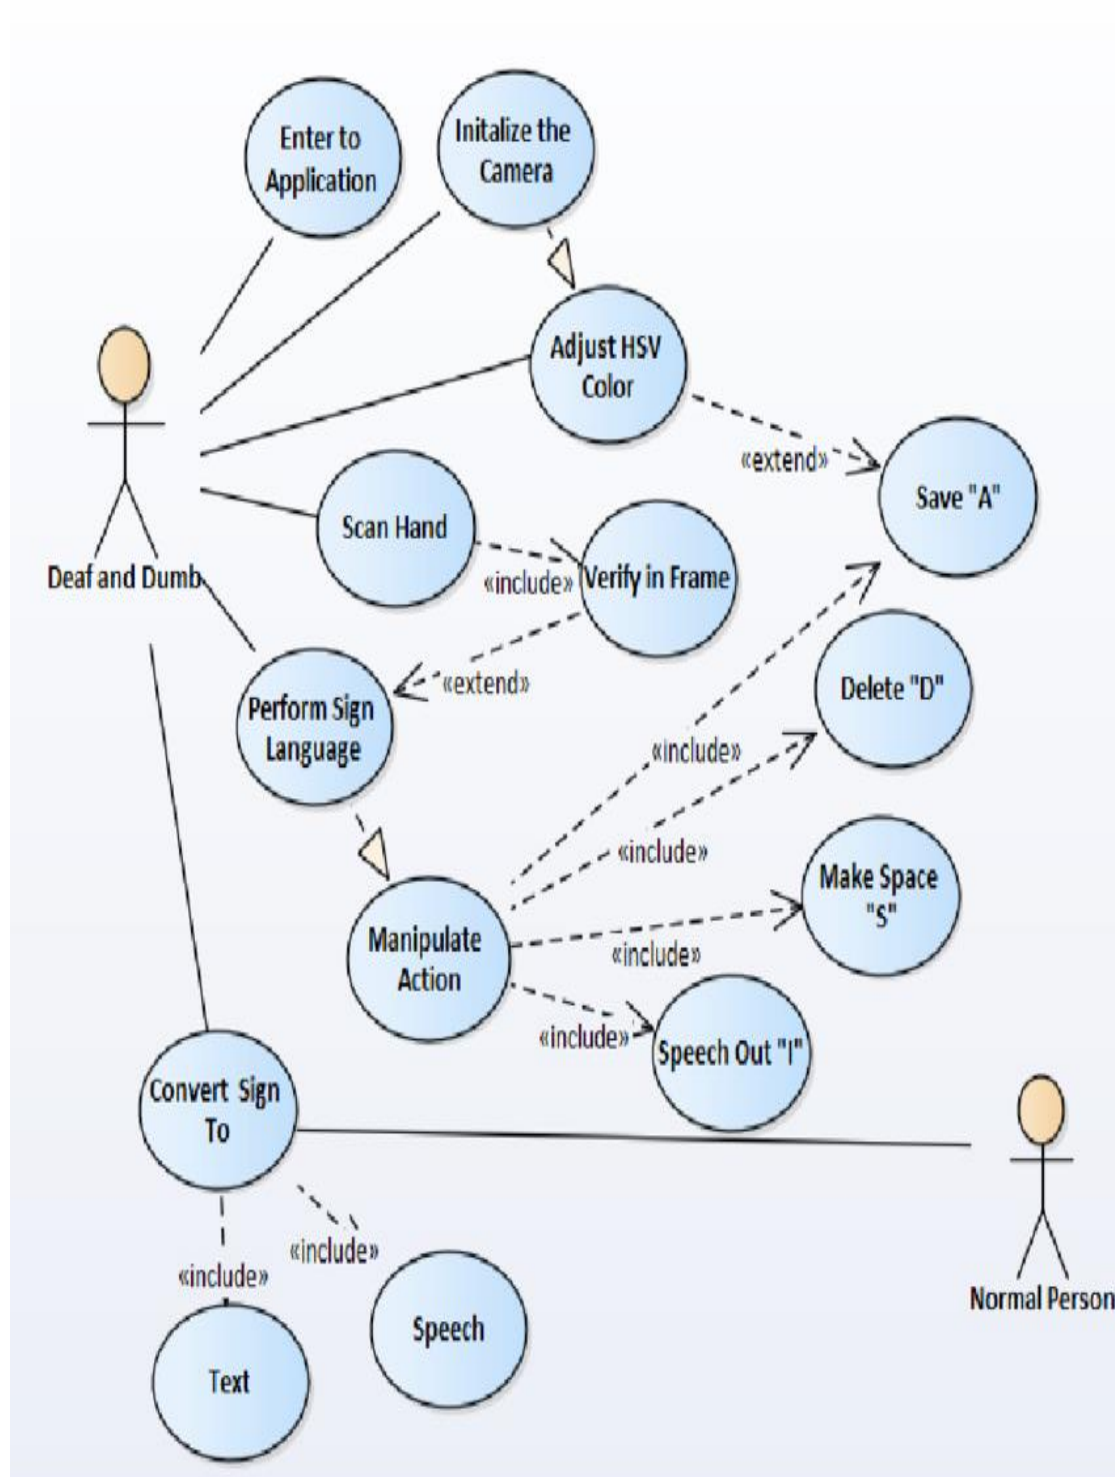 Enter to
Application
Initalize the
Camera
Adjust HSV
Color
«extend»
Save "A"
Scan Hand
«include»
Verify in Frame
Deaf and Dumb
«extend»
Delete "D"
Perform Sign
Language
«include»
«include»
Make Space
"S"
Manipulate
Action
«include»
«include»
Speech Out "I"
Convert Sign
To
«include»
«include»
Normal Person
Speech
Text